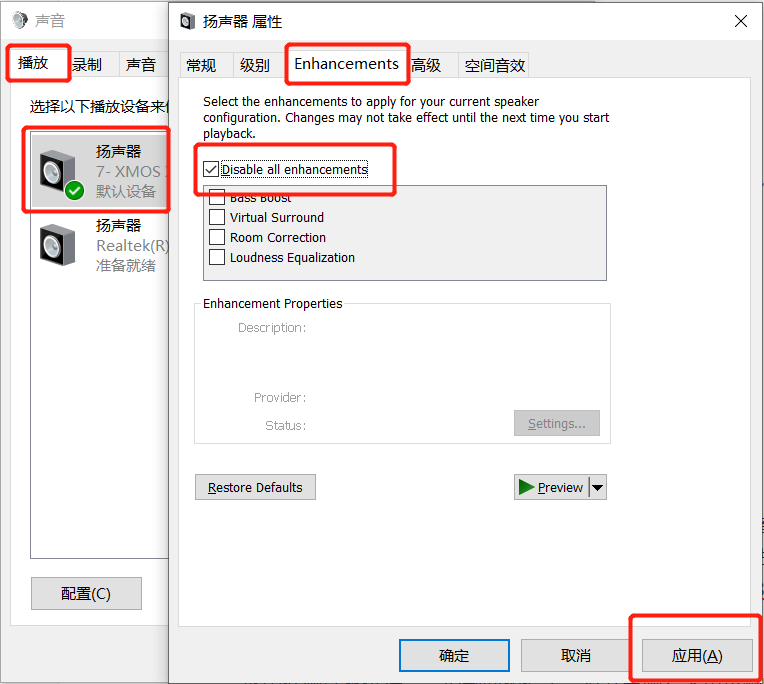 声音
播放
录制
声音
选择以下播放设备来
扬声器
7- XMOS
默认设备
扬声器
Realtek(R)
准备就绪
配置(C)
扬声器 属性
常规
级别
Enhancements
高级
空间音效
Select the enhancements to apply for your current speaker
configuration. Changes may not take effect until the next time you start
playback.
Disable all enhancements
Bass Boost
Virtual Surround
Room Correction
Loudness Equalization
Enhancement Properties
Description:
Provider:
Status:
Settings...
Restore Defaults
Preview
确定
取消
应用(A)